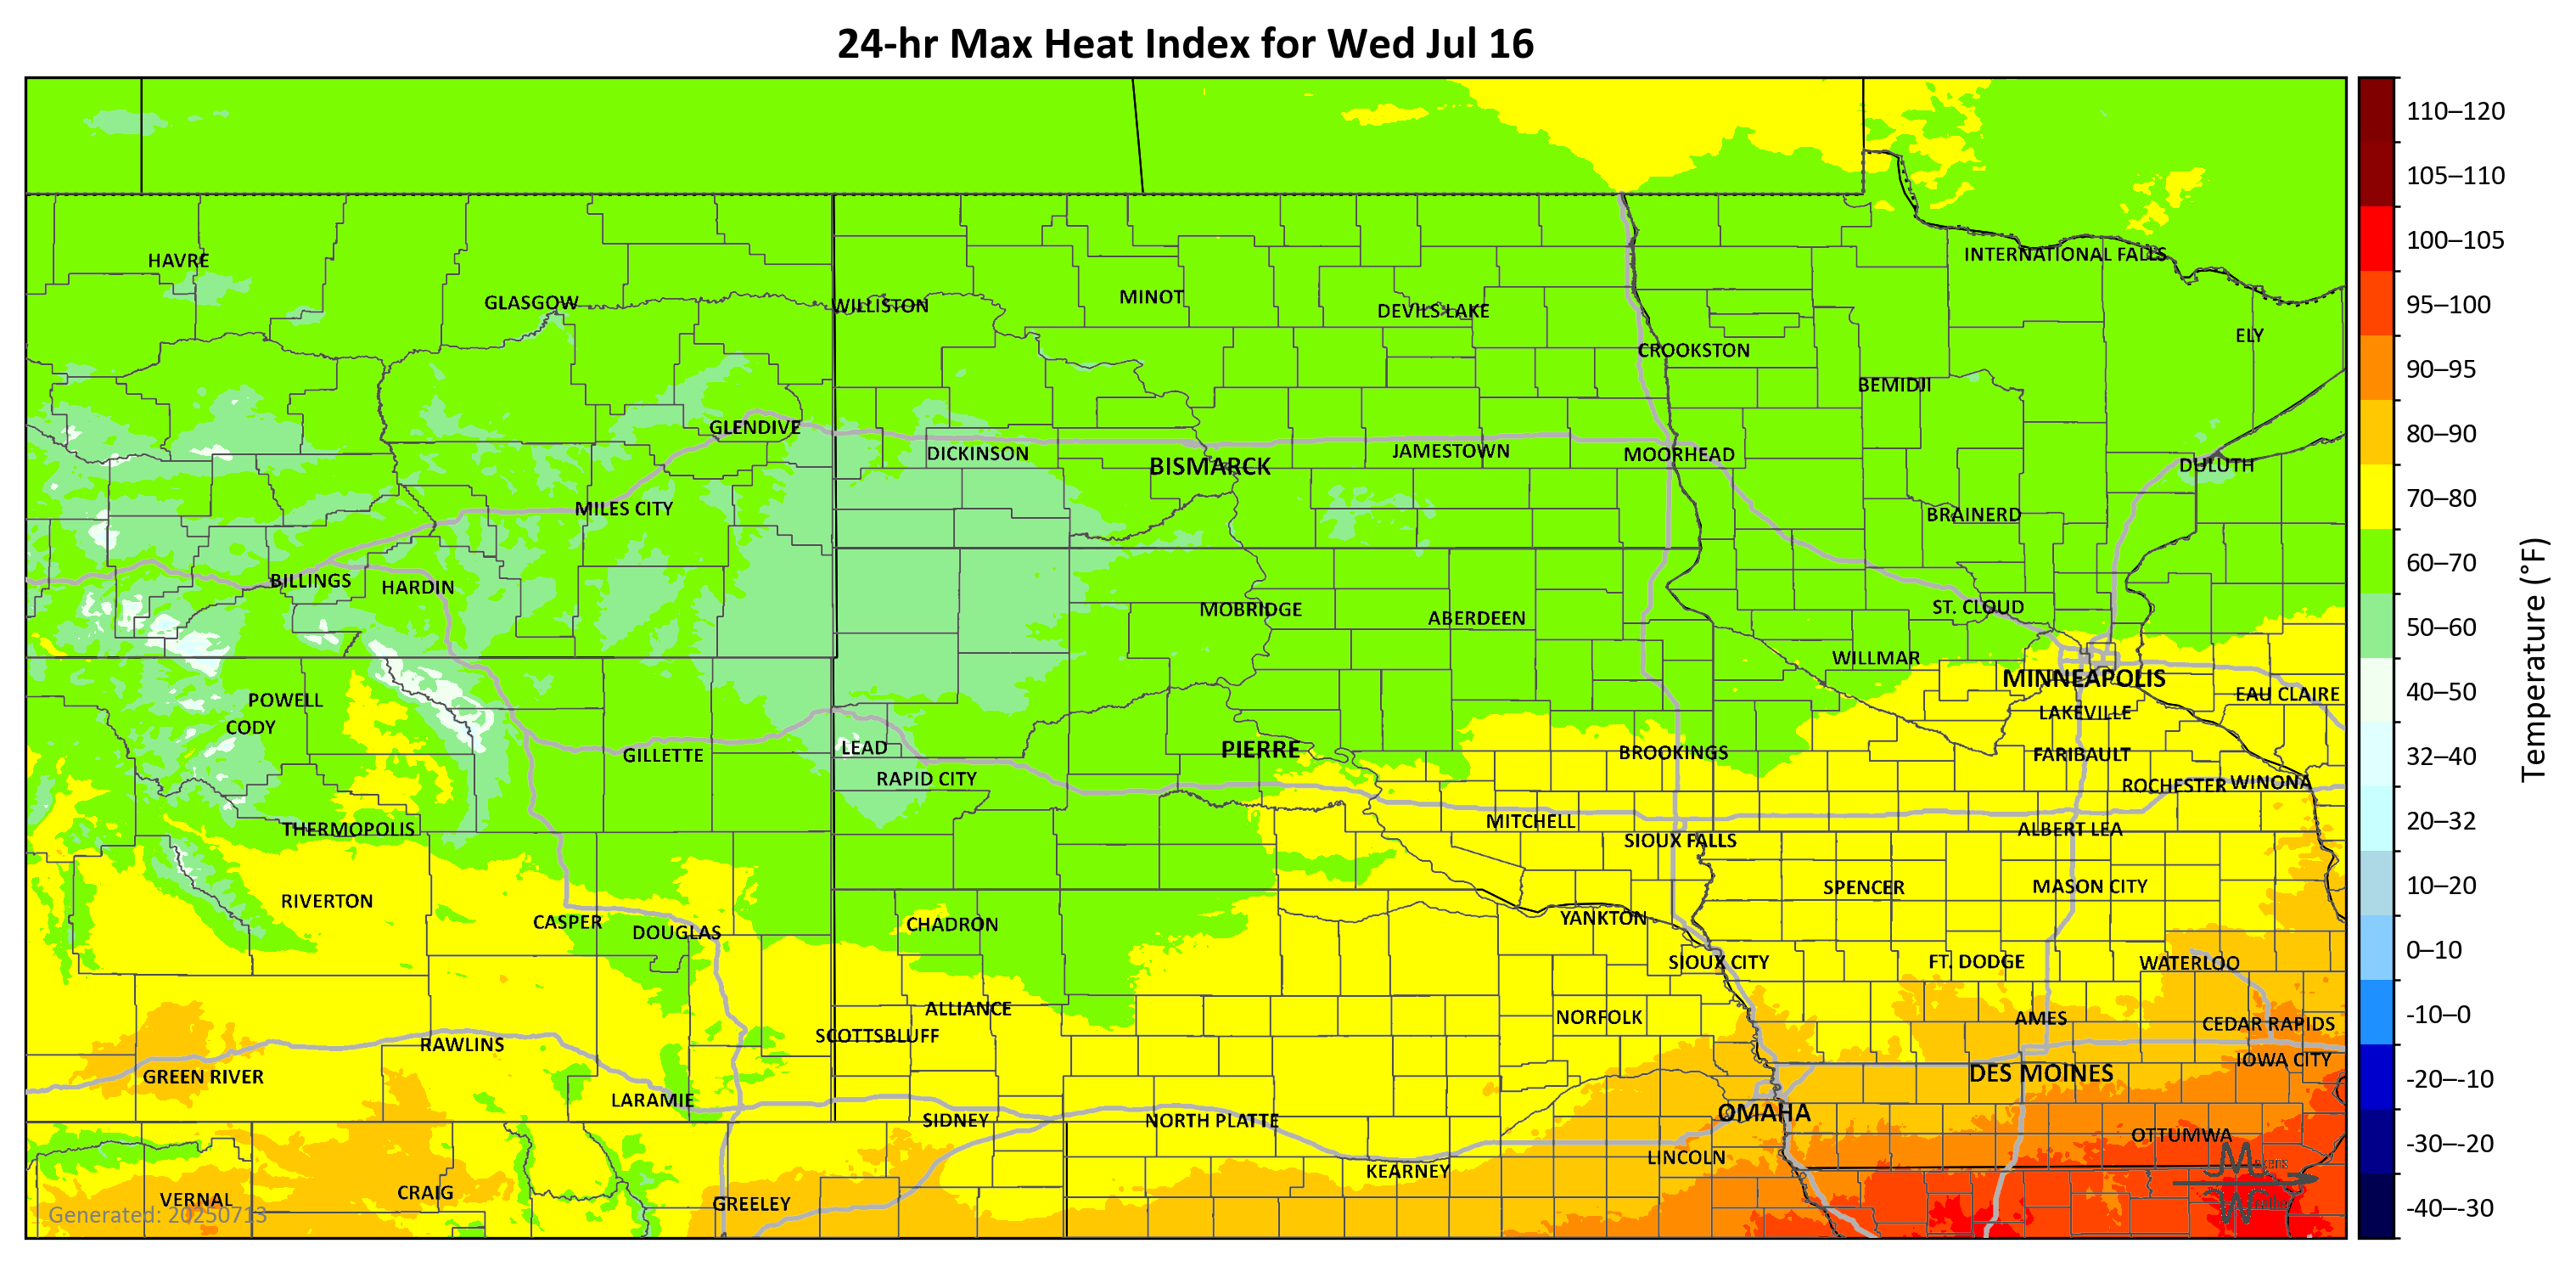 24-hr Max Heat Index for Wed Jul 16
110–120
105–110
100–105
95–100
90–95
80–90
70–80
60–70
50–60
40–50
32–40
20–32
10–20
0–10
-10–0
-20–-10
-30–-20
-40–-30
Temperature (°F)
HAVRE
GLASGOW
WILLISTON
MINOT
DEVILS LAKE
INTERNATIONAL FALLS
ELY
CROOKSTON
BEMIDJI
GLENDIVE
DICKINSON
BISMARCK
JAMESTOWN
MOORHEAD
DULUTH
MILES CITY
BRAINERD
BILLINGS
HARDIN
MOBRIDGE
ABERDEEN
ST. CLOUD
WILLMAR
MINNEAPOLIS
POWELL
CODY
EAU CLAIRE
LAKEVILLE
GILLETTE
LEAD
PIERRE
BROOKINGS
FARIBAULT
RAPID CITY
ROCHESTER
WINONA
THERMOPOLIS
MITCHELL
SIOUX FALLS
ALBERT LEA
RIVERTON
SPENCER
MASON CITY
CASPER
DOUGLAS
CHADRON
YANKTON
SIOUX CITY
FT. DODGE
WATERLOO
ALLIANCE
NORFOLK
AMES
CEDAR RAPIDS
SCOTTSBLUFF
RAWLINS
IOWA CITY
GREEN RIVER
DES MOINES
LARAMIE
SIDNEY
NORTH PLATTE
OMAHA
OTTUMWA
LINCOLN
KEARNEY
VERNAL
CRAIG
GREELEY
Generated: 20250713